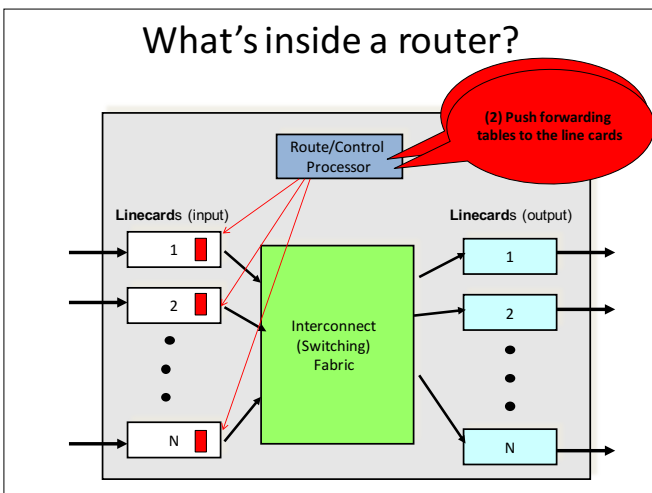 What's inside a router?
(2) Push forwarding
tables to the line cards
Route/Control
Processor
Linecards (input)
Linecards (output)
1
1
2
2
Interconnect
(Switching)
Fabric
N
N